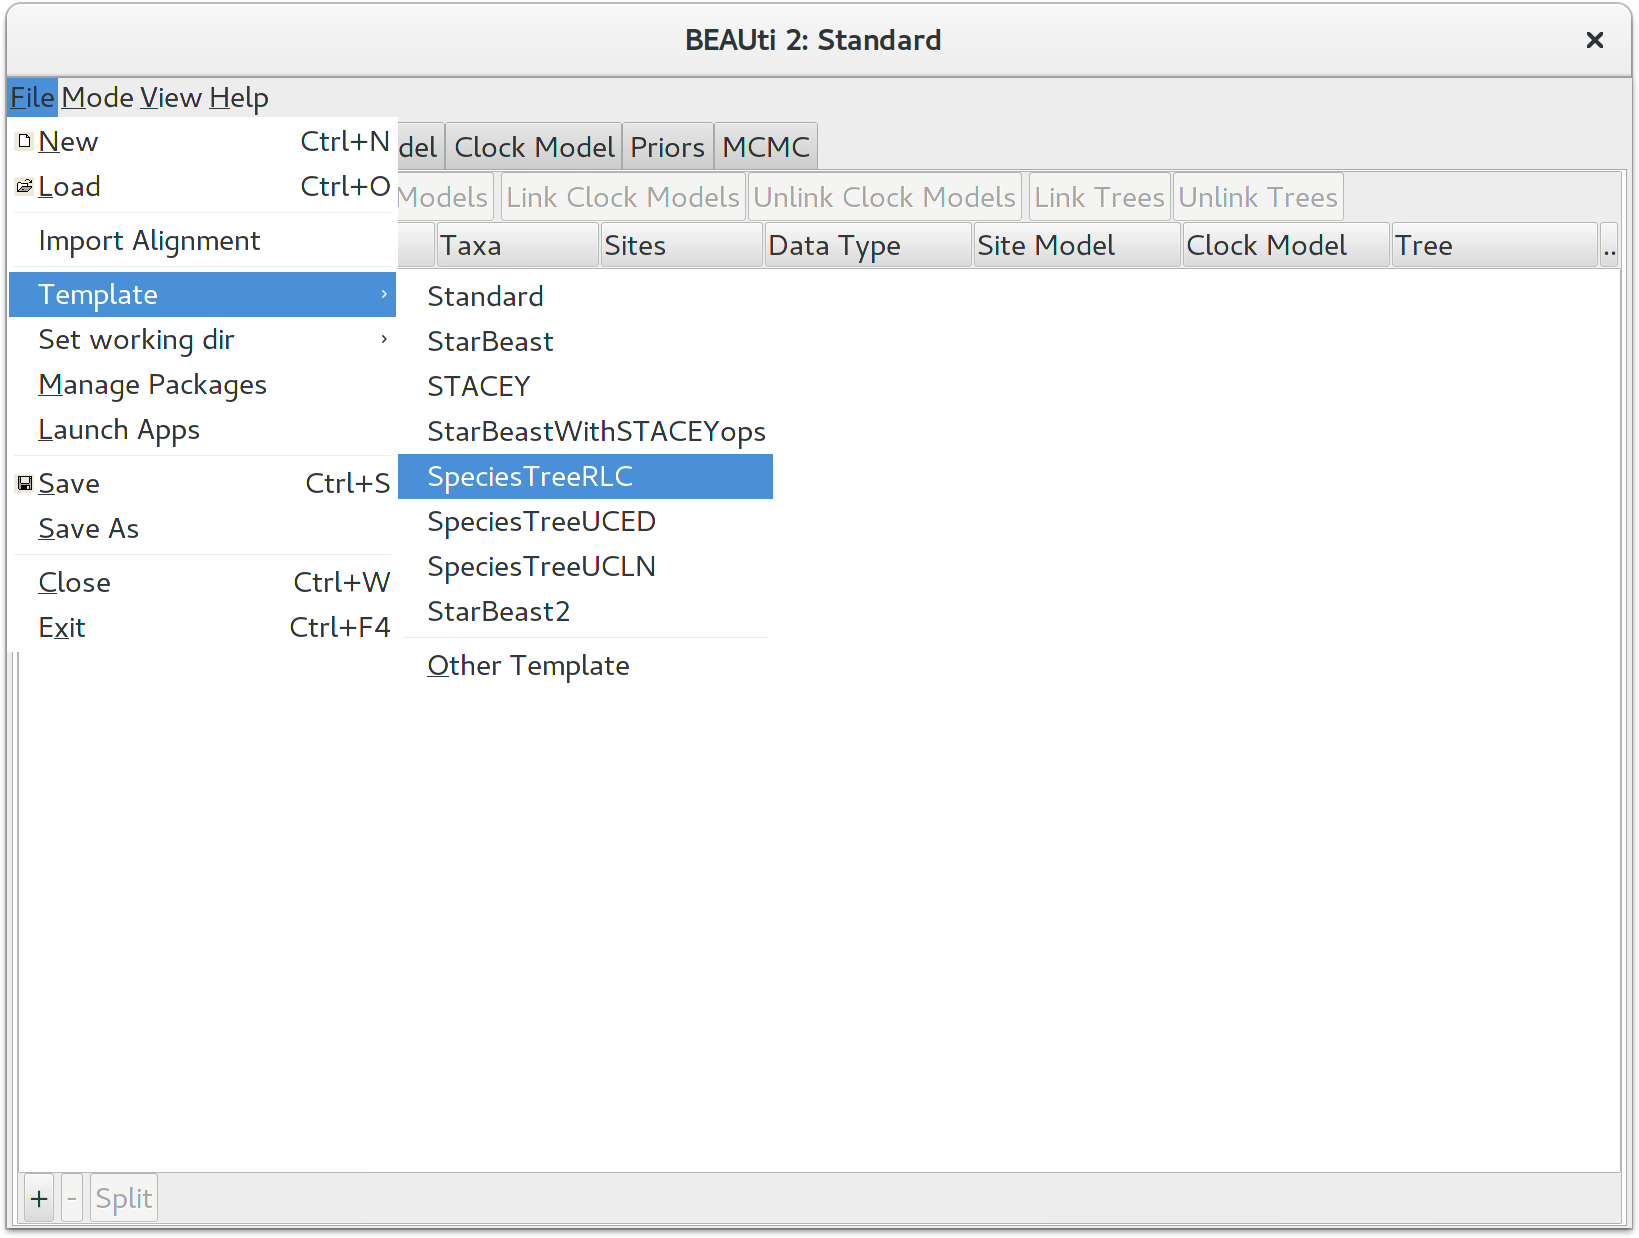 BEAUti 2: Standard
File Mode View Help
New Ctrl+N
Load Ctrl+O
Import Alignment
Template
Set working dir
Manage Packages
Launch Apps
Save Ctrl+S
Save As
Close Ctrl+W
Exit Ctrl+F4
Clock Model Priors MCMC
Models Link Clock Models Unlink Clock Models Link Trees Unlink Trees
Taxa Sites Data Type Site Model Clock Model Tree ..
Standard
StarBeast
STACEY
StarBeastWithSTACEYops
SpeciesTreeRLC
SpeciesTreeUCED
SpeciesTreeUCLN
StarBeast2
Other Template
+ - Split